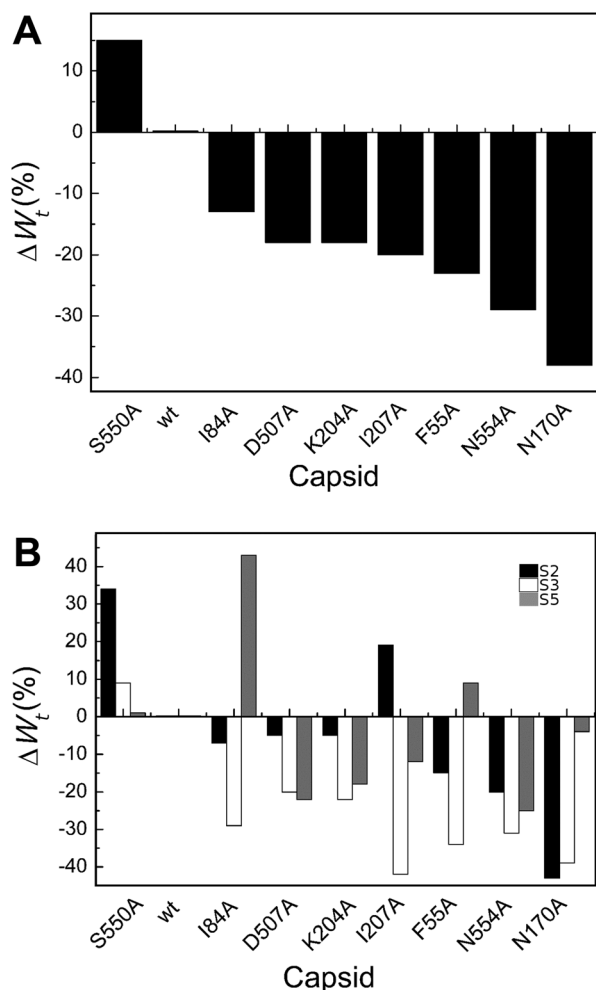 A
10
0
-10
-20
-30
-40
ΔWt(%)
S550A
wt
I84A
D507A
K204A
I207A
F55A
N554A
N170A
Capsid
B
40
30
20
10
0
-10
-20
-30
-40
ΔWt(%)
S2
S3
S5
S550A
wt
I84A
D507A
K204A
I207A
F55A
N554A
N170A
Capsid